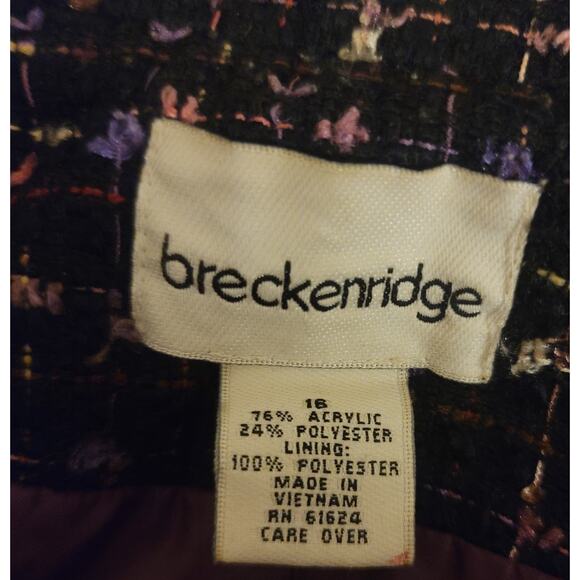 breckenridge
16
76% ACRYLIC
24% POLYESTER
LINING:
100% POLYESTER
MADE IN
VIETNAM
RN 61624
CARE OVER